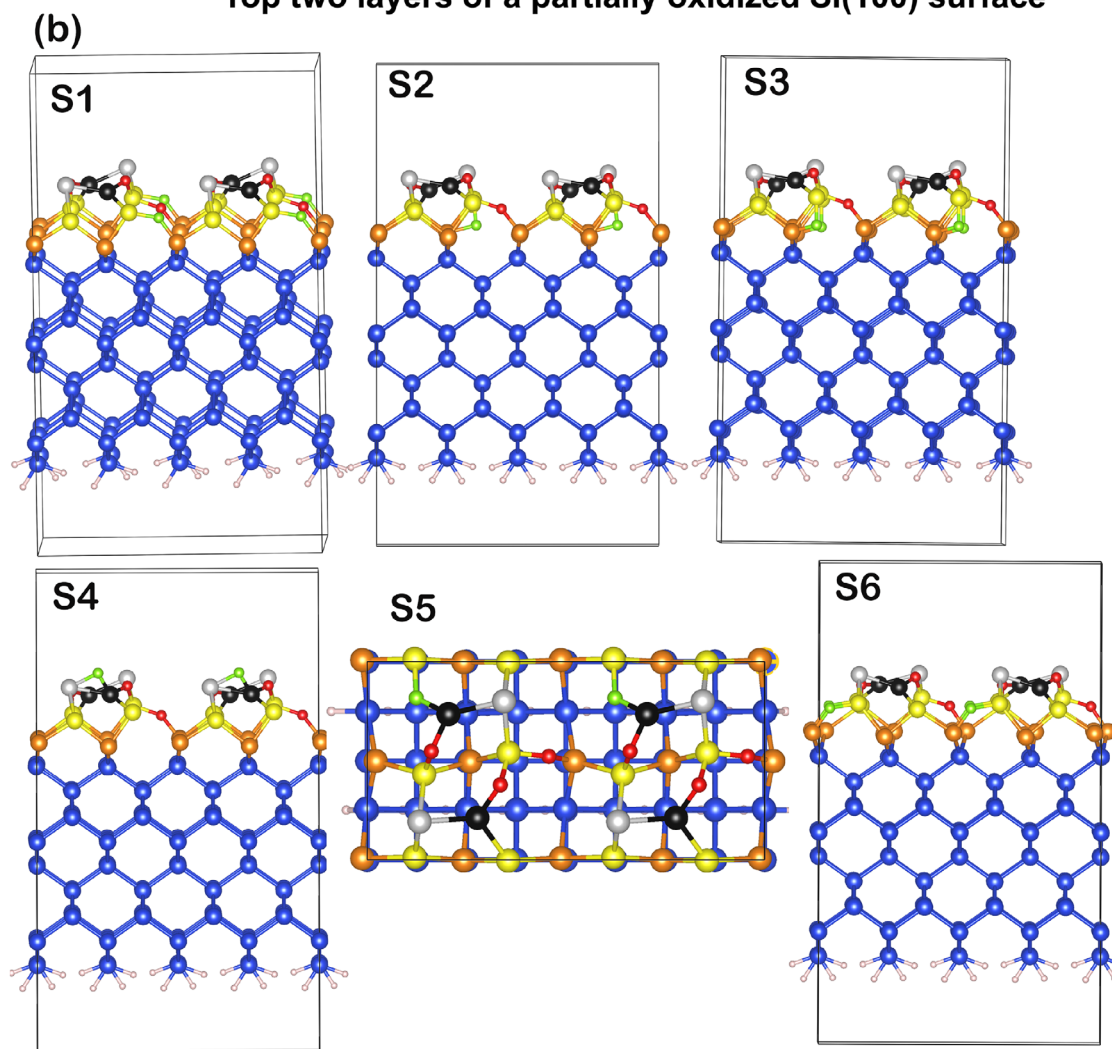 Top two layers of a partially oxidized Si(100) surface
(b)
S1
S2
S3
S4
S5
S6